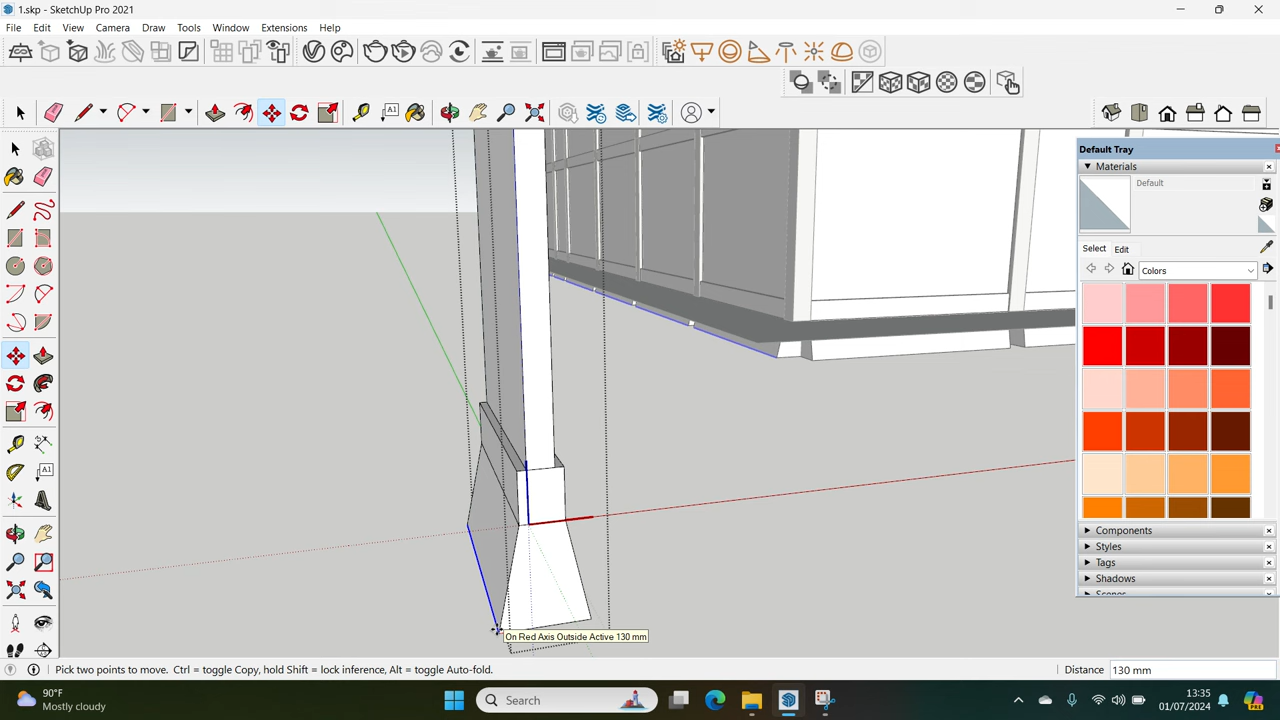 1.skp - SketchUp Pro 2021
File Edit View Camera Draw Tools Window Extensions Help
Default Tray
Materials
Default
Select Edit
Colors
Components
Styles
Tags
Shadows
On Red Axis Outside Active 130 mm
Pick two points to move. Ctrl = toggle Copy, hold Shift = lock inference, Alt = toggle Auto-fold.
Distance 130 mm
90°F
Mostly cloudy
Search
13:35
01/07/2024